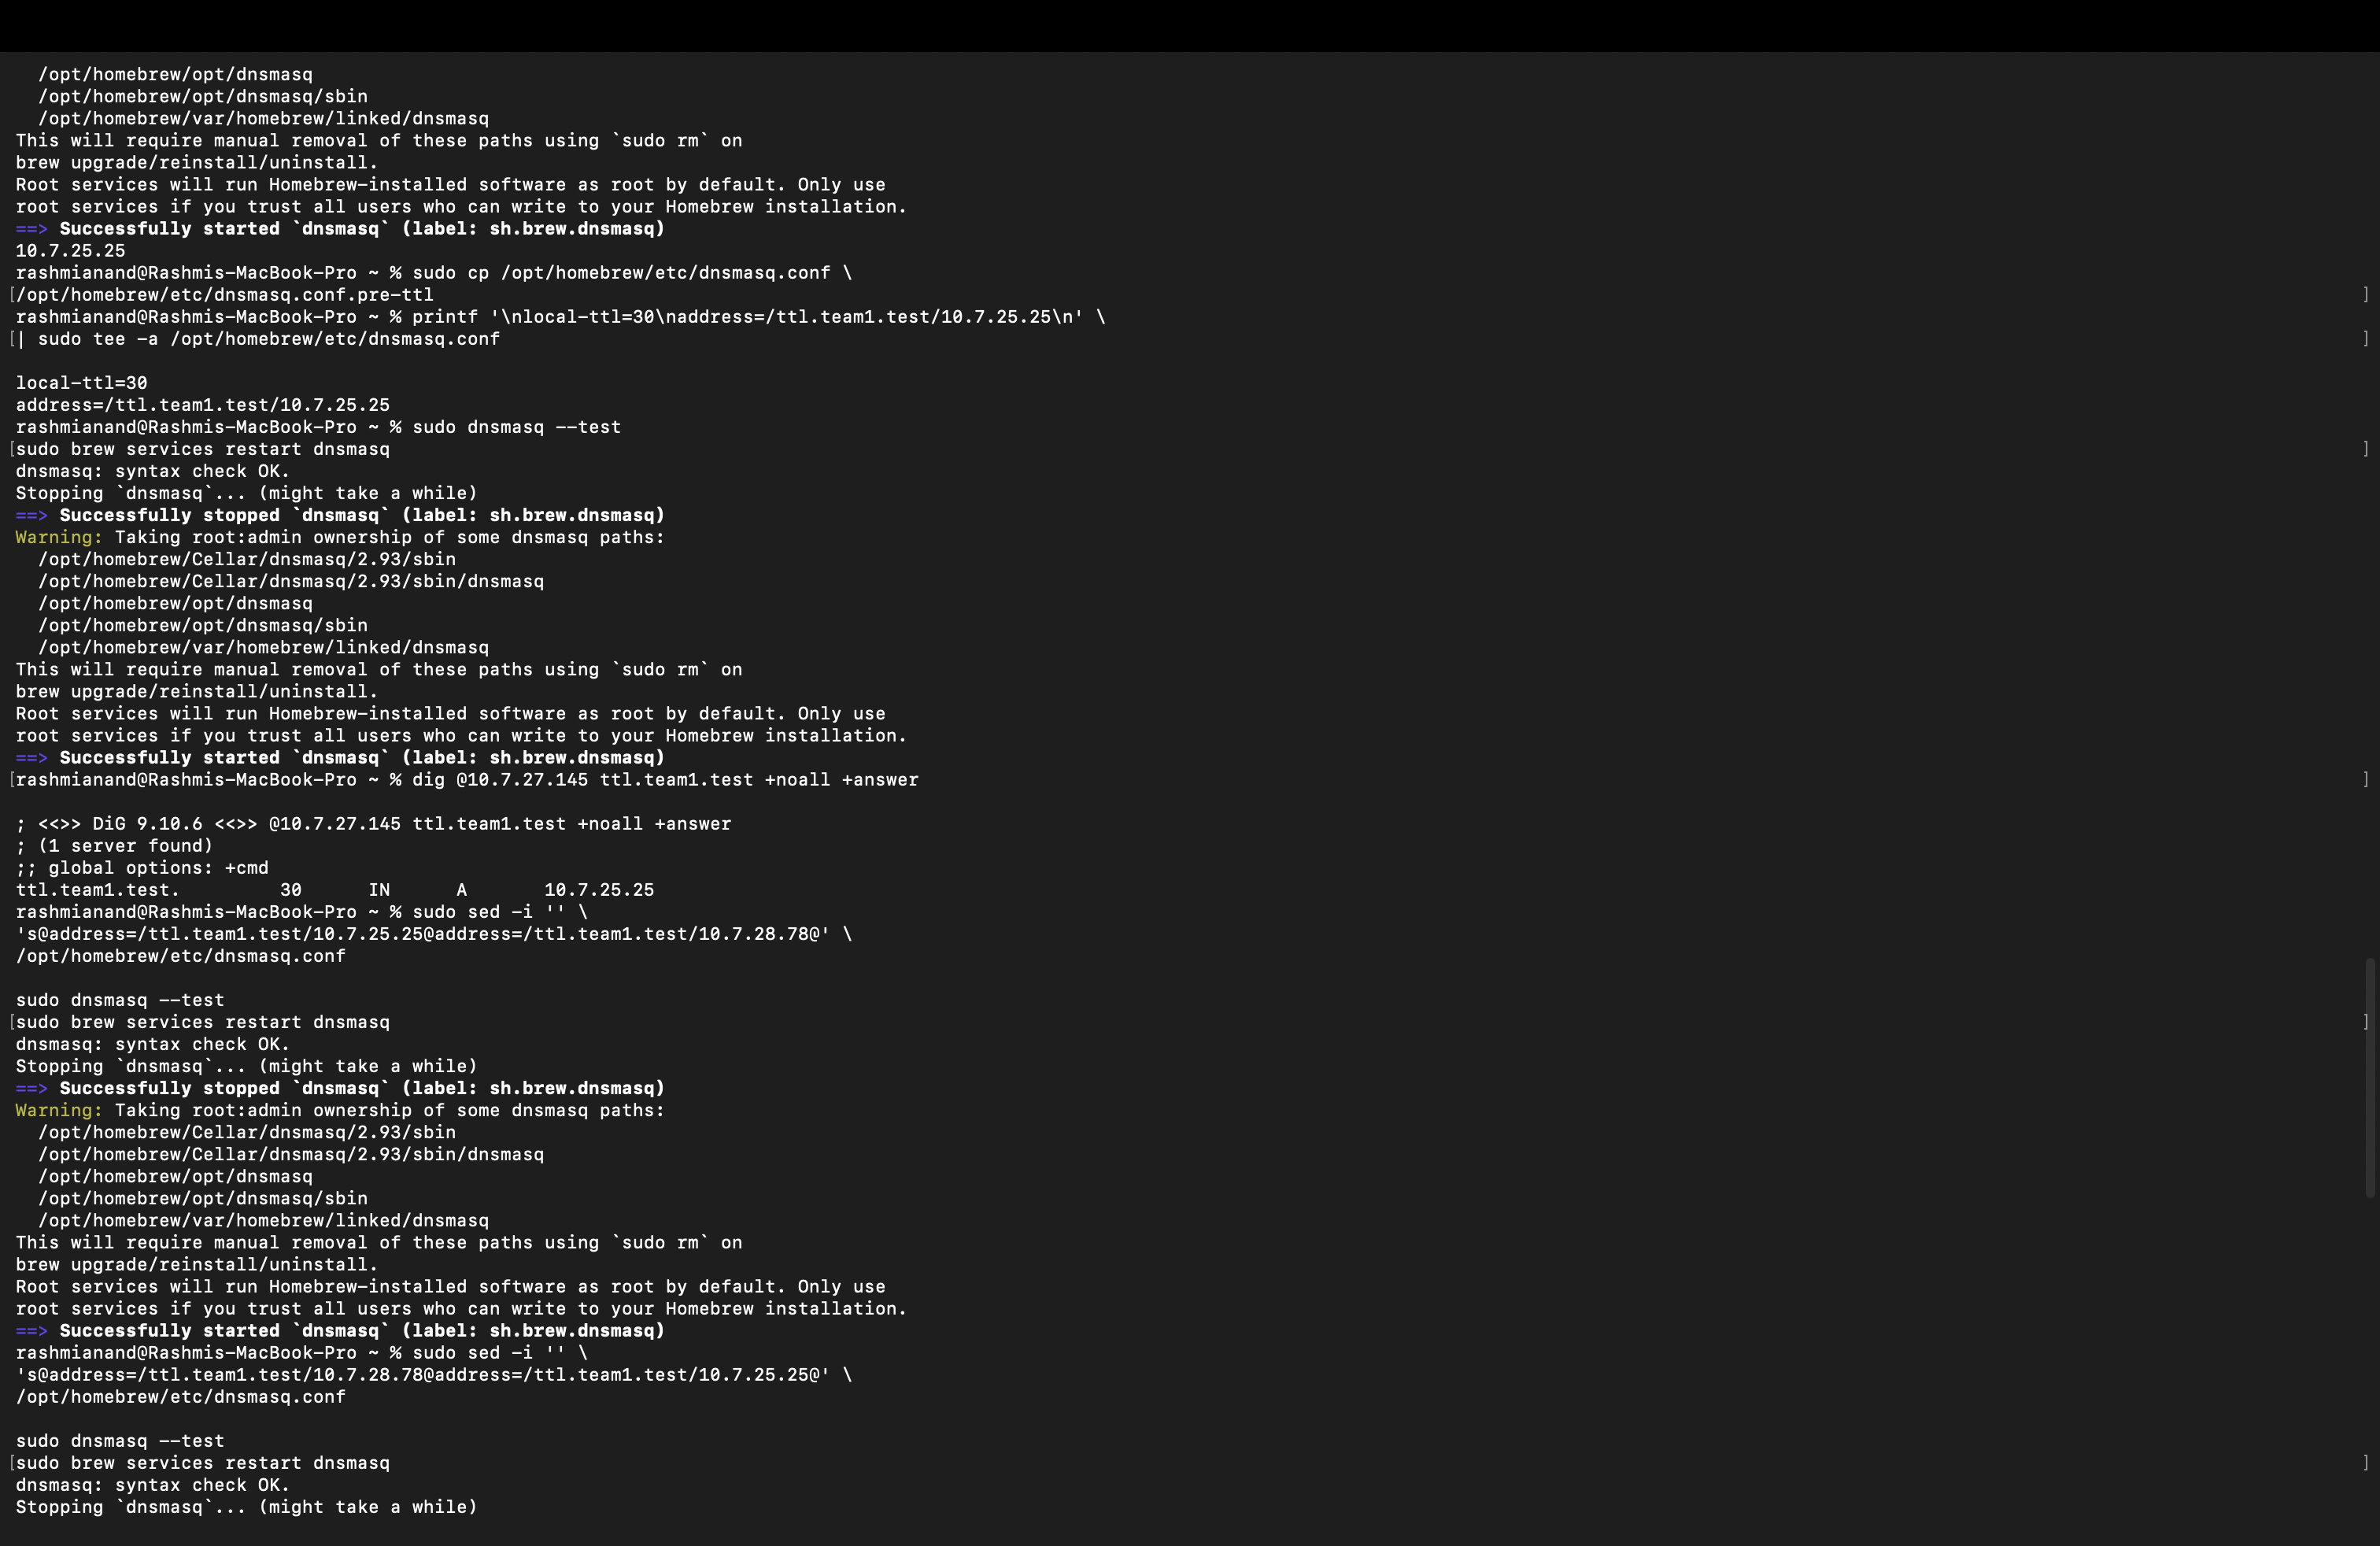 /opt/homebrew/opt/dnsmasq
/opt/homebrew/opt/dnsmasq/sbin
/opt/homebrew/var/homebrew/linked/dnsmasq
This will require manual removal of these paths using `sudo rm` on
brew upgrade/reinstall/uninstall.
Root services will run Homebrew-installed software as root by default. Only use
root services if you trust all users who can write to your Homebrew installation.
==> Successfully started `dnsmasq` (label: sh.brew.dnsmasq)
10.7.25.25
rashmianand@Rashmis-MacBook-Pro ~ % sudo cp /opt/homebrew/etc/dnsmasq.conf \
[/opt/homebrew/etc/dnsmasq.conf.pre-ttl ]
rashmianand@Rashmis-MacBook-Pro ~ % printf '\nlocal-ttl=30\naddress=/ttl.team1.test/10.7.25.25\n' \
[| sudo tee -a /opt/homebrew/etc/dnsmasq.conf ]

local-ttl=30
address=/ttl.team1.test/10.7.25.25
rashmianand@Rashmis-MacBook-Pro ~ % sudo dnsmasq --test
[sudo brew services restart dnsmasq ]
dnsmasq: syntax check OK.
Stopping `dnsmasq`... (might take a while)
==> Successfully stopped `dnsmasq` (label: sh.brew.dnsmasq)
Warning: Taking root:admin ownership of some dnsmasq paths:
/opt/homebrew/Cellar/dnsmasq/2.93/sbin
/opt/homebrew/Cellar/dnsmasq/2.93/sbin/dnsmasq
/opt/homebrew/opt/dnsmasq
/opt/homebrew/opt/dnsmasq/sbin
/opt/homebrew/var/homebrew/linked/dnsmasq
This will require manual removal of these paths using `sudo rm` on
brew upgrade/reinstall/uninstall.
Root services will run Homebrew-installed software as root by default. Only use
root services if you trust all users who can write to your Homebrew installation.
==> Successfully started `dnsmasq` (label: sh.brew.dnsmasq)
[rashmianand@Rashmis-MacBook-Pro ~ % dig @10.7.27.145 ttl.team1.test +noall +answer ]

; <<>> DiG 9.10.6 <<>> @10.7.27.145 ttl.team1.test +noall +answer
; (1 server found)
;; global options: +cmd
ttl.team1.test. 30 IN A 10.7.25.25
rashmianand@Rashmis-MacBook-Pro ~ % sudo sed -i '' \
's@address=/ttl.team1.test/10.7.25.25@address=/ttl.team1.test/10.7.28.78@' \
/opt/homebrew/etc/dnsmasq.conf

sudo dnsmasq --test
[sudo brew services restart dnsmasq ]
dnsmasq: syntax check OK.
Stopping `dnsmasq`... (might take a while)
==> Successfully stopped `dnsmasq` (label: sh.brew.dnsmasq)
Warning: Taking root:admin ownership of some dnsmasq paths:
/opt/homebrew/Cellar/dnsmasq/2.93/sbin
/opt/homebrew/Cellar/dnsmasq/2.93/sbin/dnsmasq
/opt/homebrew/opt/dnsmasq
/opt/homebrew/opt/dnsmasq/sbin
/opt/homebrew/var/homebrew/linked/dnsmasq
This will require manual removal of these paths using `sudo rm` on
brew upgrade/reinstall/uninstall.
Root services will run Homebrew-installed software as root by default. Only use
root services if you trust all users who can write to your Homebrew installation.
==> Successfully started `dnsmasq` (label: sh.brew.dnsmasq)
rashmianand@Rashmis-MacBook-Pro ~ % sudo sed -i '' \
's@address=/ttl.team1.test/10.7.28.78@address=/ttl.team1.test/10.7.25.25@' \
/opt/homebrew/etc/dnsmasq.conf

sudo dnsmasq --test
[sudo brew services restart dnsmasq ]
dnsmasq: syntax check OK.
Stopping `dnsmasq`... (might take a while)